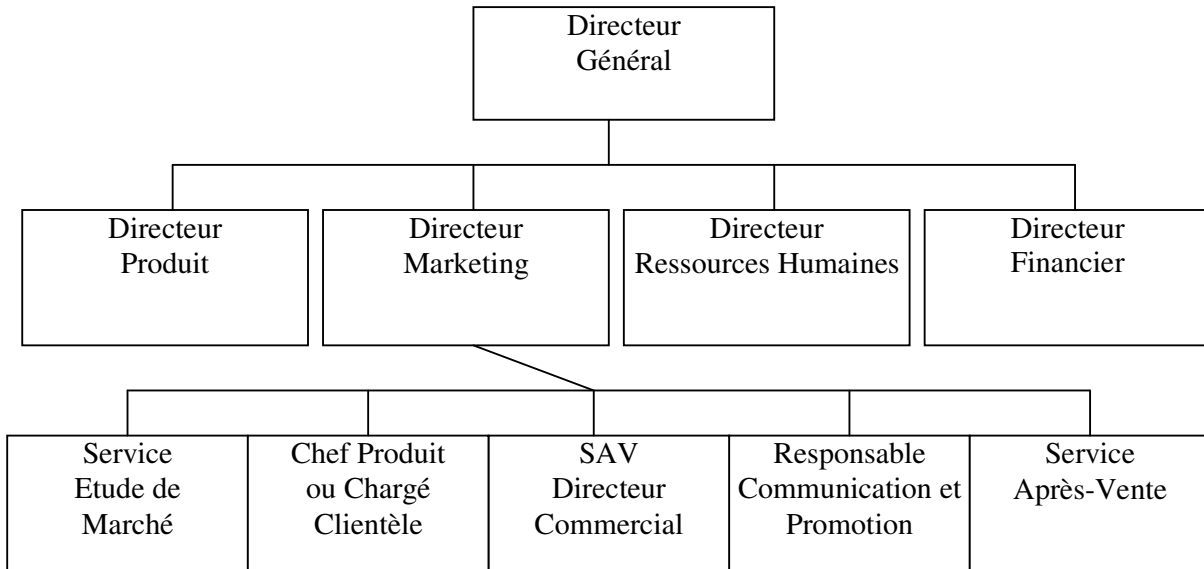 Directeur
Général
Directeur
Produit
Directeur
Marketing
Directeur
Ressources Humaines
Directeur
Financier
Service
Etude de
Marché
Chef Produit
ou Chargé
Clientèle
SAV
Directeur
Commercial
Responsable
Communication et
Promotion
Service
Après-Vente